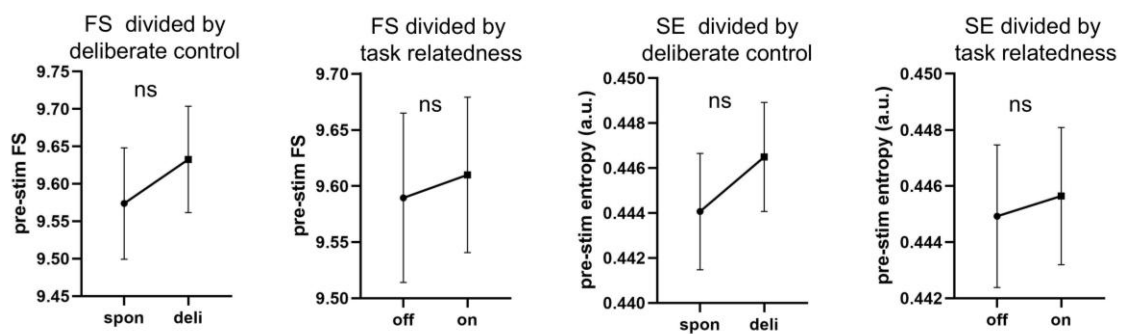 FS divided by
deliberate control
9.75
9.70
9.65
9.60
9.55
9.50
9.45
pre-stim FS
ns
spon deli
FS divided by
task relatedness
9.70
9.65
9.60
9.55
9.50
pre-stim FS
ns
off on
SE divided by
deliberate control
0.450
0.448
0.446
0.444
0.442
0.440
pre-stim entropy (a.u.)
ns
spon deli
SE divided by
task relatedness
0.450
0.448
0.446
0.444
0.442
pre-stim entropy (a.u.)
ns
off on